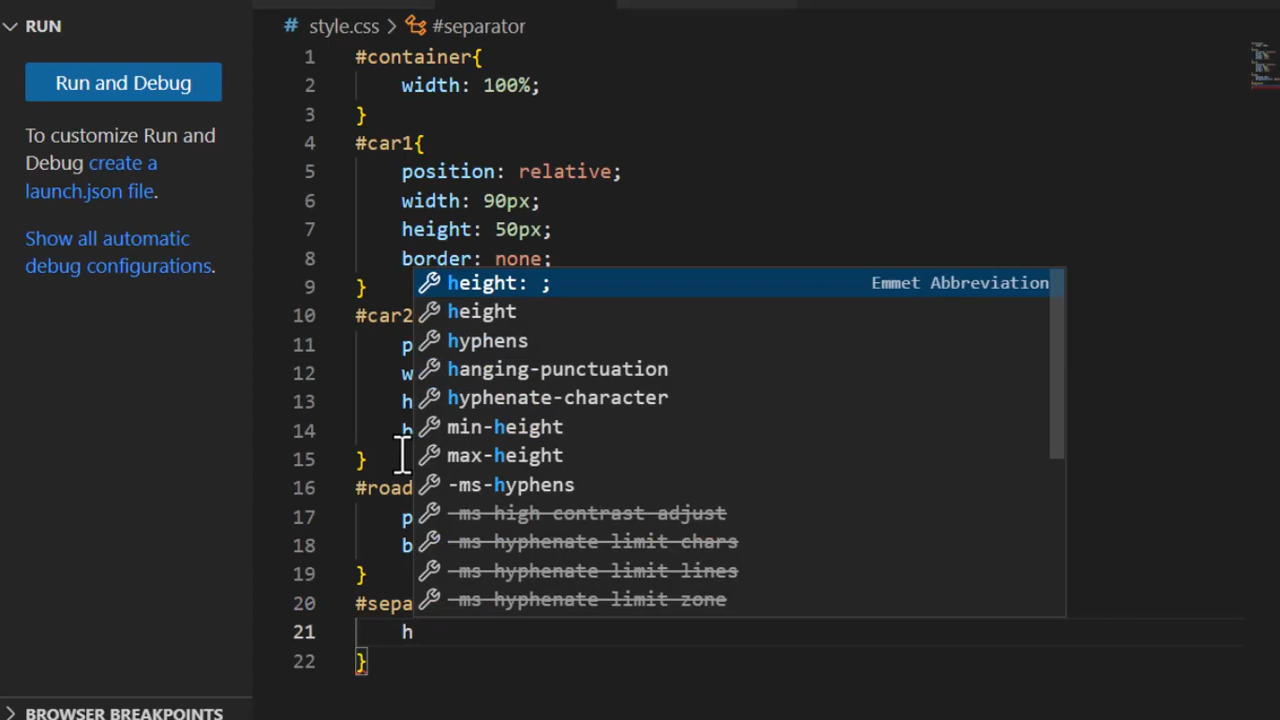 RUN
Run and Debug
To customize Run and
Debug create a
launch.json file.
Show all automatic
debug configurations.
BROWSER BREAKPOINTS
# style.css > #separator
1 #container{
2 width: 100%;
3 }
4 #car1{
5 position: relative;
6 width: 90px;
7 height: 50px;
8 border: none;
9 }
10 #car2
11 p
12 w
13 h
14 b
15 }
16 #road
17 p
18 b
19 }
20 #sepa
21 h
22 }
height: ; Emmet Abbreviation
height
hyphens
hanging-punctuation
hyphenate-character
min-height
max-height
-ms-hyphens
-ms-high-contrast-adjust
-ms-hyphenate-limit-chars
-ms-hyphenate-limit-lines
-ms-hyphenate-limit-zone